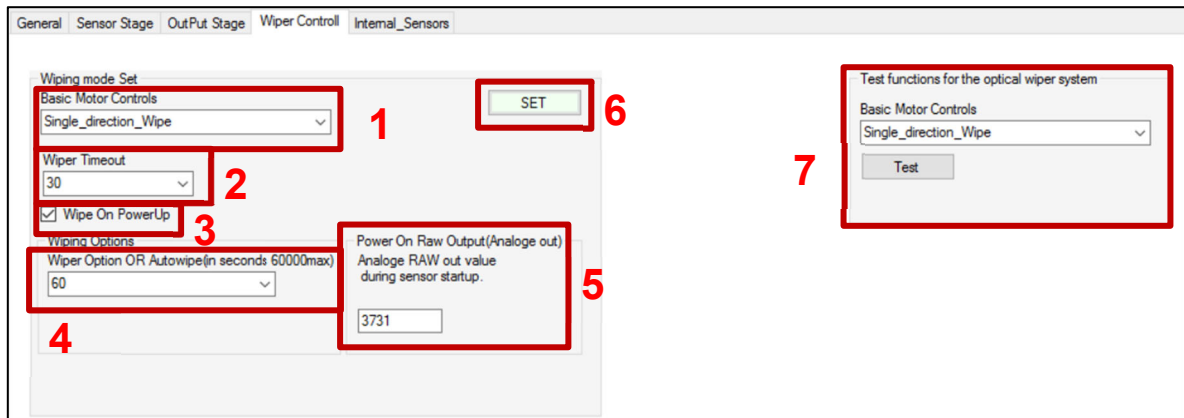 General Sensor Stage OutPut Stage Wiper Controll Internal_Sensors
Wiping mode Set
Basic Motor Controls
Single_direction_Wipe
1
SET
6
Wiper Timeout
30
2
Wipe On PowerUp
3
Wiping Options
Wiper Option OR Autowipe(in seconds 60000max)
60
4
Power On Raw Output(Analoge out)
Analoge RAW out value
during sensor startup.
3731
5
Test functions for the optical wiper system
Basic Motor Controls
Single_direction_Wipe
Test
7